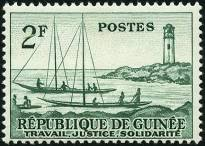 2F POSTES
RÉPUBLIQUE DE GUINÉE
TRAVAIL, JUSTICE, SOLIDARITÉ